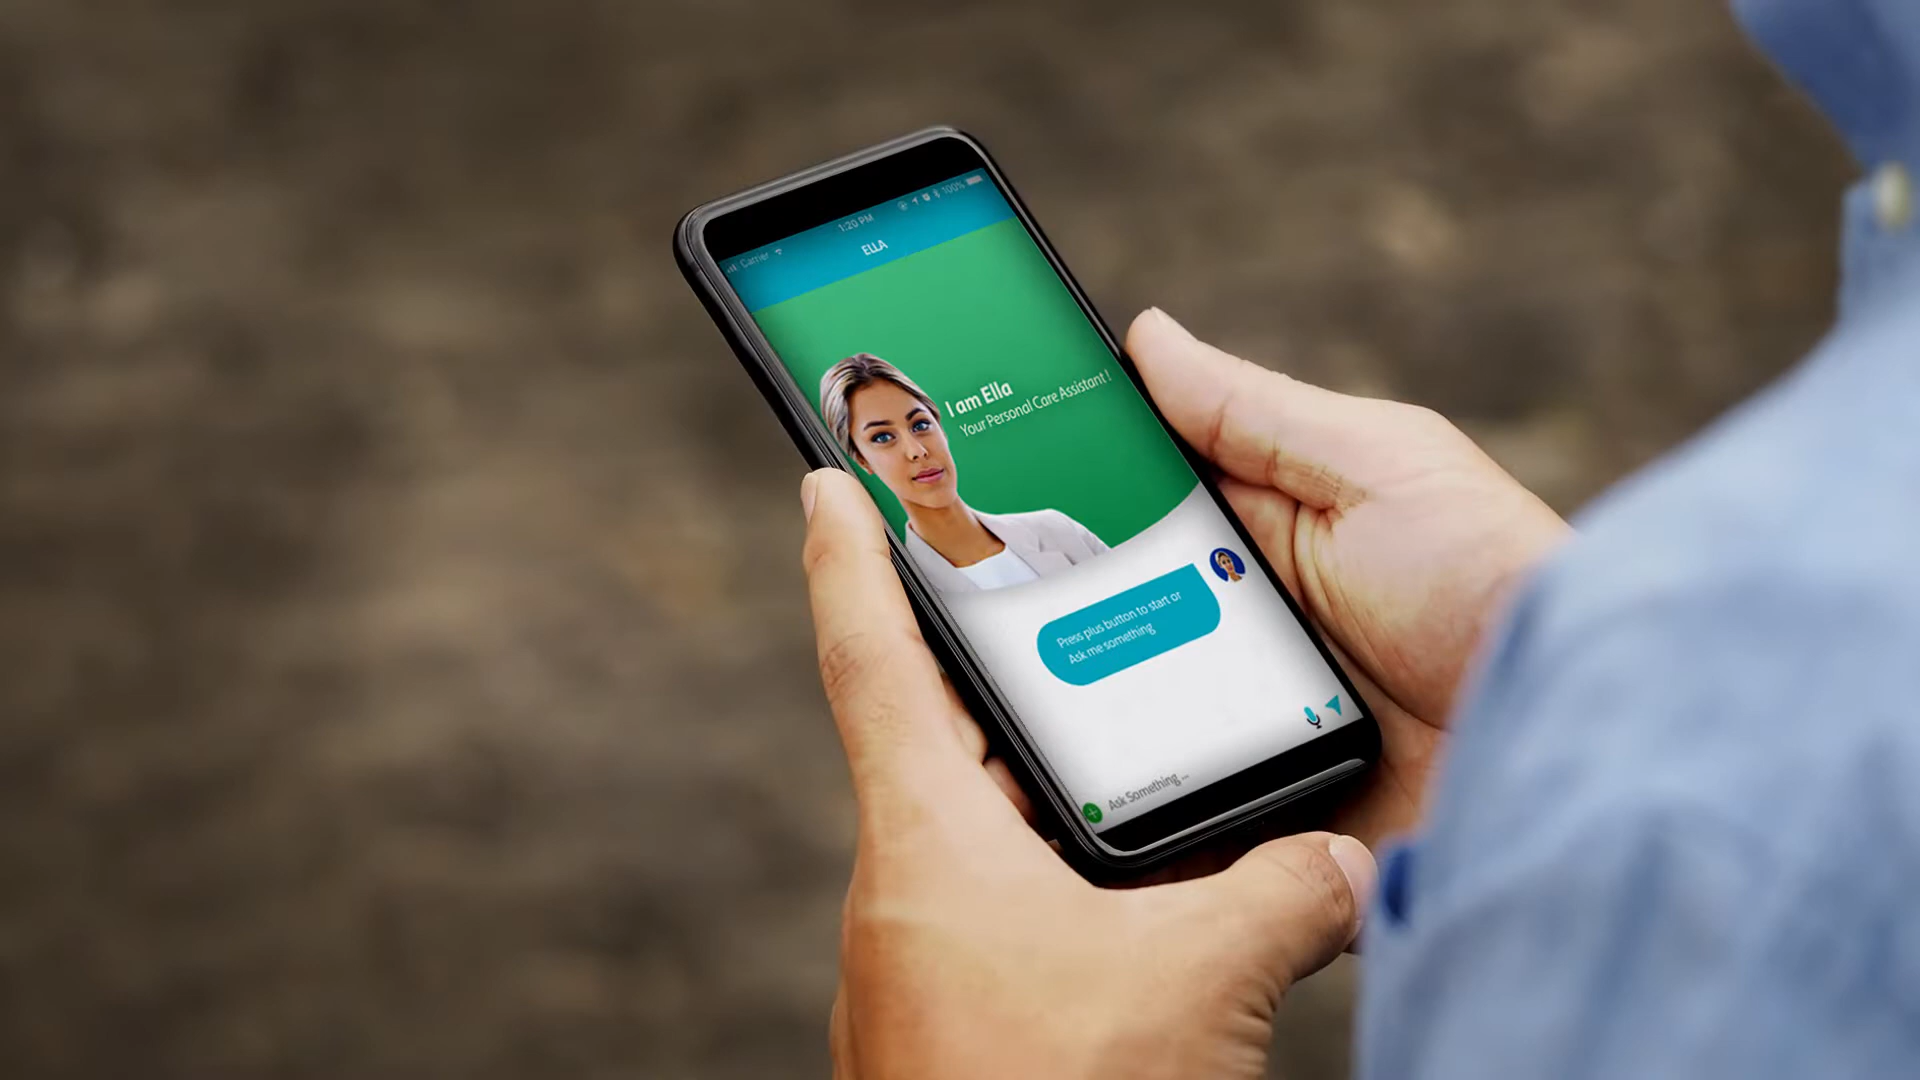 Carrier
1:20 PM
100%
ELLA
I am Ella
Your Personal Care Assistant !
Press plus button to start or
Ask me something
Ask Something ...